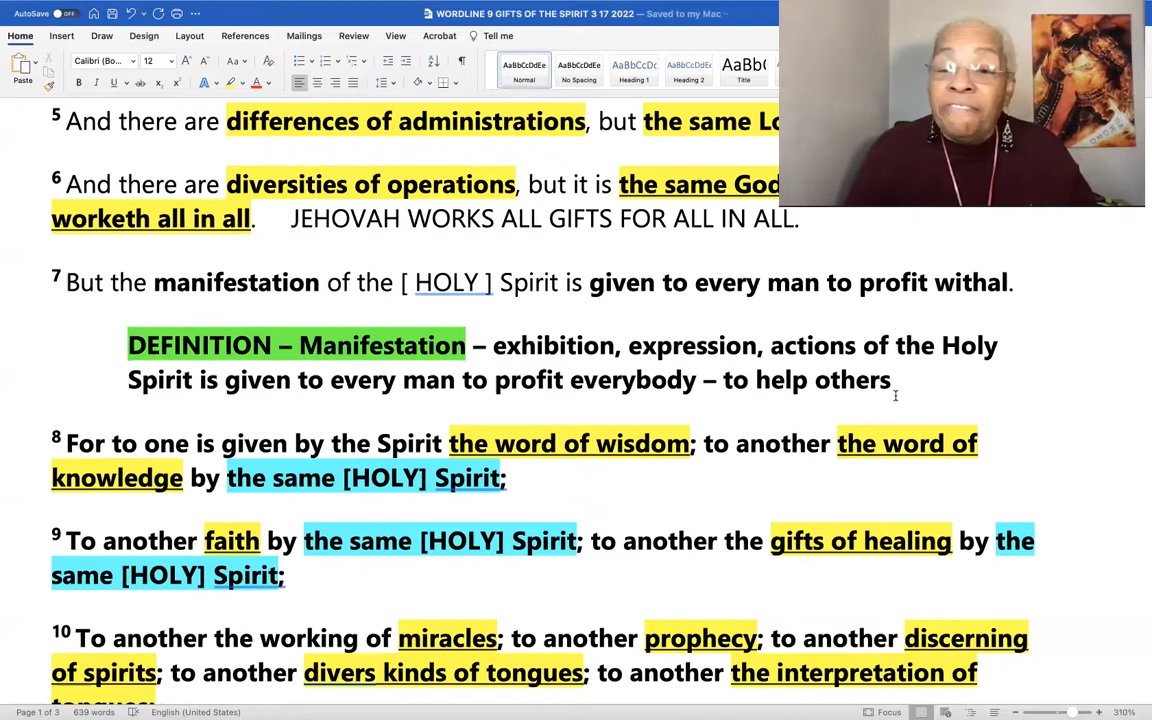 AutoSave OFF
WORDLINE 9 GIFTS OF THE SPIRIT 3 17 2022 — Saved to my Mac
Home Insert Draw Design Layout References Mailings Review View Acrobat Tell me
Paste Calibri (Bo... 12 A A Aa A
B I U ab x₂ x² A A
AaBbCcDdEe AaBbCcDdEe AaBbCcDc AaBbCcDdEe AaBbC
Normal No Spacing Heading 1 Heading 2 Title
5 And there are differences of administrations, but the same Lo
6 And there are diversities of operations, but it is the same God
worketh all in all. JEHOVAH WORKS ALL GIFTS FOR ALL IN ALL.
7 But the manifestation of the [ HOLY ] Spirit is given to every man to profit withal.
DEFINITION – Manifestation – exhibition, expression, actions of the Holy
Spirit is given to every man to profit everybody – to help others
8 For to one is given by the Spirit the word of wisdom; to another the word of
knowledge by the same [HOLY] Spirit;
9 To another faith by the same [HOLY] Spirit; to another the gifts of healing by the
same [HOLY] Spirit;
10 To another the working of miracles; to another prophecy; to another discerning
of spirits; to another divers kinds of tongues; to another the interpretation of
tongues:
Page 1 of 3 639 words English (United States) Focus 310%